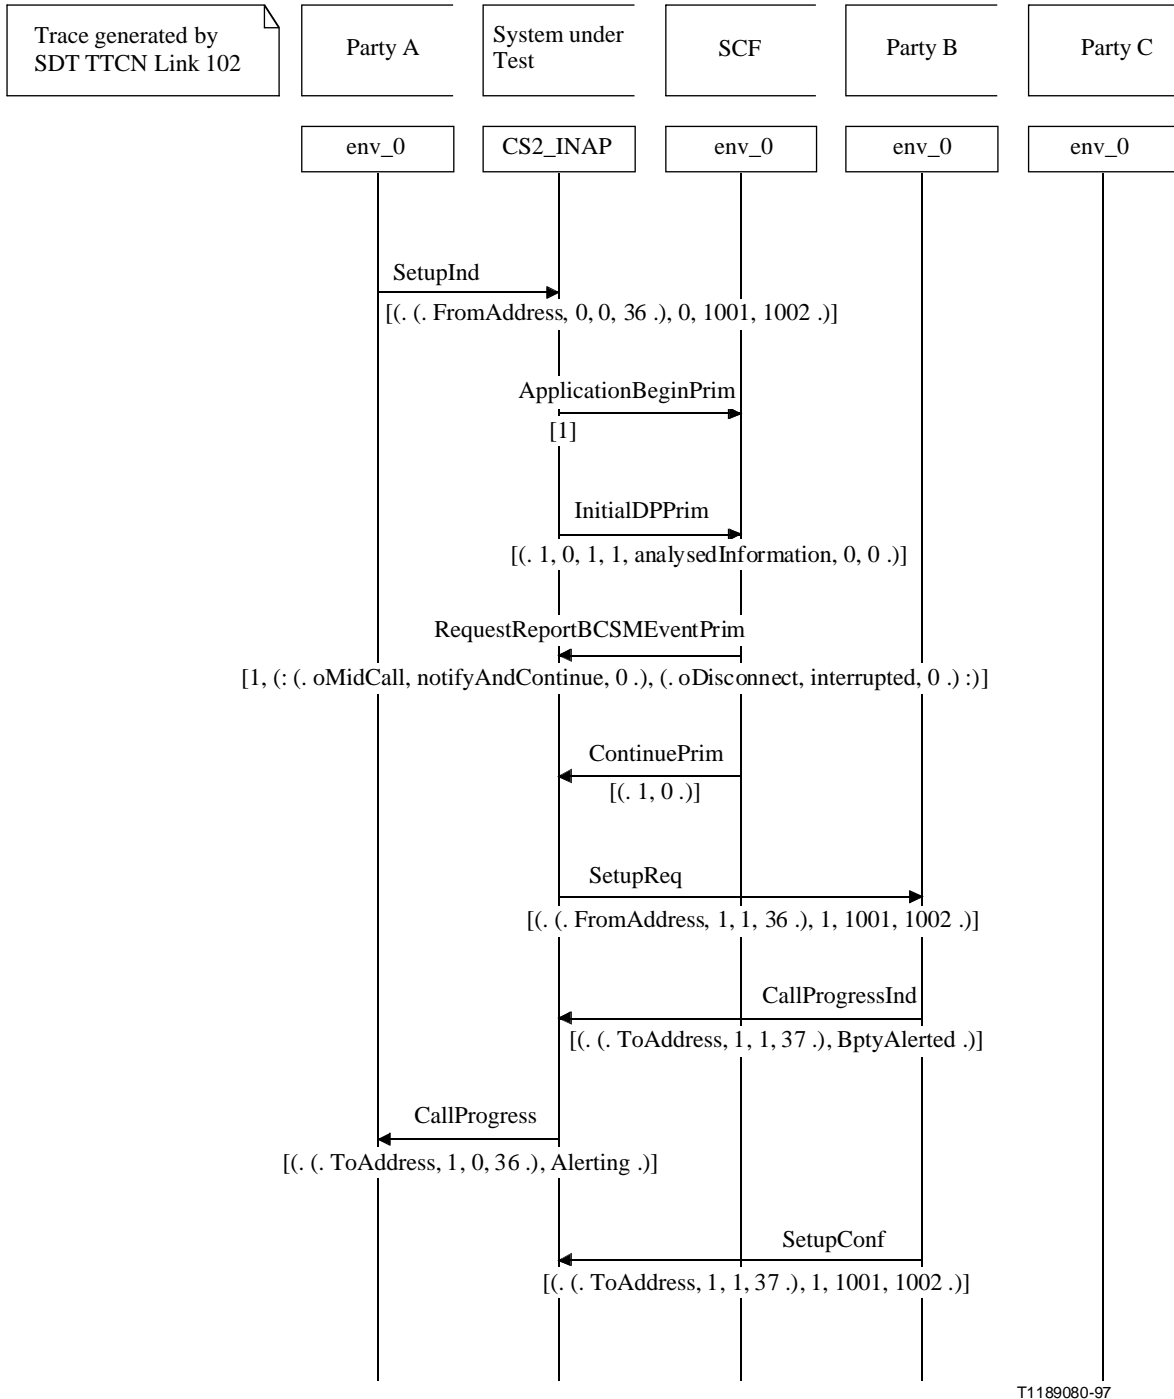 Trace generated by
SDT TTCN Link 102
Party A
System under
Test
SCF
Party B
Party C
env_0
CS2_INAP
env_0
env_0
env_0
SetupInd
[(. (. FromAddress, 0, 0, 36 .), 0, 1001, 1002 .)]
ApplicationBeginPrim
[1]
InitialDPPrim
[(. 1, 0, 1, 1, analysedInformation, 0, 0 .)]
RequestReportBCSMEventPrim
[1, (: (. oMidCall, notifyAndContinue, 0 .), (. oDisconnect, interrupted, 0 .) :)]
ContinuePrim
[(. 1, 0 .)]
SetupReq
[(. (. FromAddress, 1, 1, 36 .), 1, 1001, 1002 .)]
CallProgressInd
[(. (. ToAddress, 1, 1, 37 .), BptyAlerted .)]
CallProgress
[(. (. ToAddress, 1, 0, 36 .), Alerting .)]
SetupConf
[(. (. ToAddress, 1, 1, 37 .), 1, 1001, 1002 .)]
T1189080-97